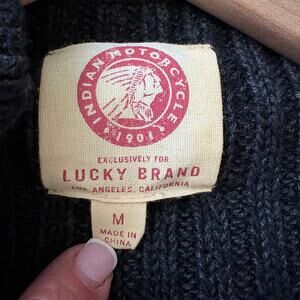 INDIAN MOTORCYCLE
1901
EXCLUSIVELY FOR
LUCKY BRAND
LOS ANGELES, CALIFORNIA
M
MADE IN
CHINA